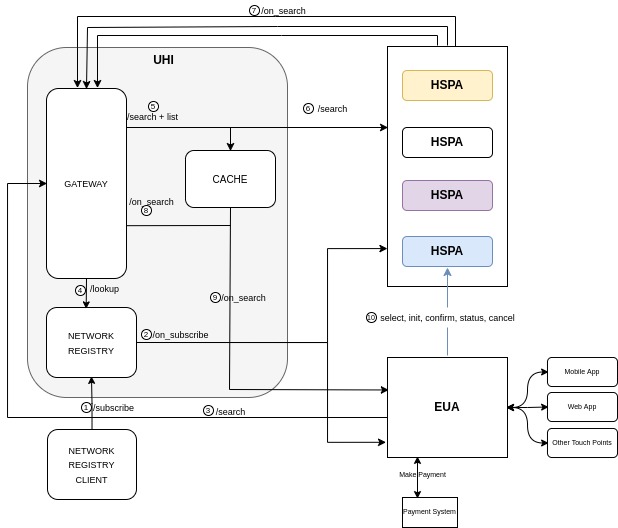 7 /on_search
UHI
HSPA
5
/search + list
6 /search
HSPA
GATEWAY
CACHE
HSPA
/on_search
8
HSPA
4 /lookup
9 /on_search
10 select, init, confirm, status, cancel
NETWORK
REGISTRY
2 /on_subscribe
Mobile App
1 /subscribe
3 /search
EUA
Web App
Other Touch Points
NETWORK
REGISTRY
CLIENT
Make Payment
Payment System